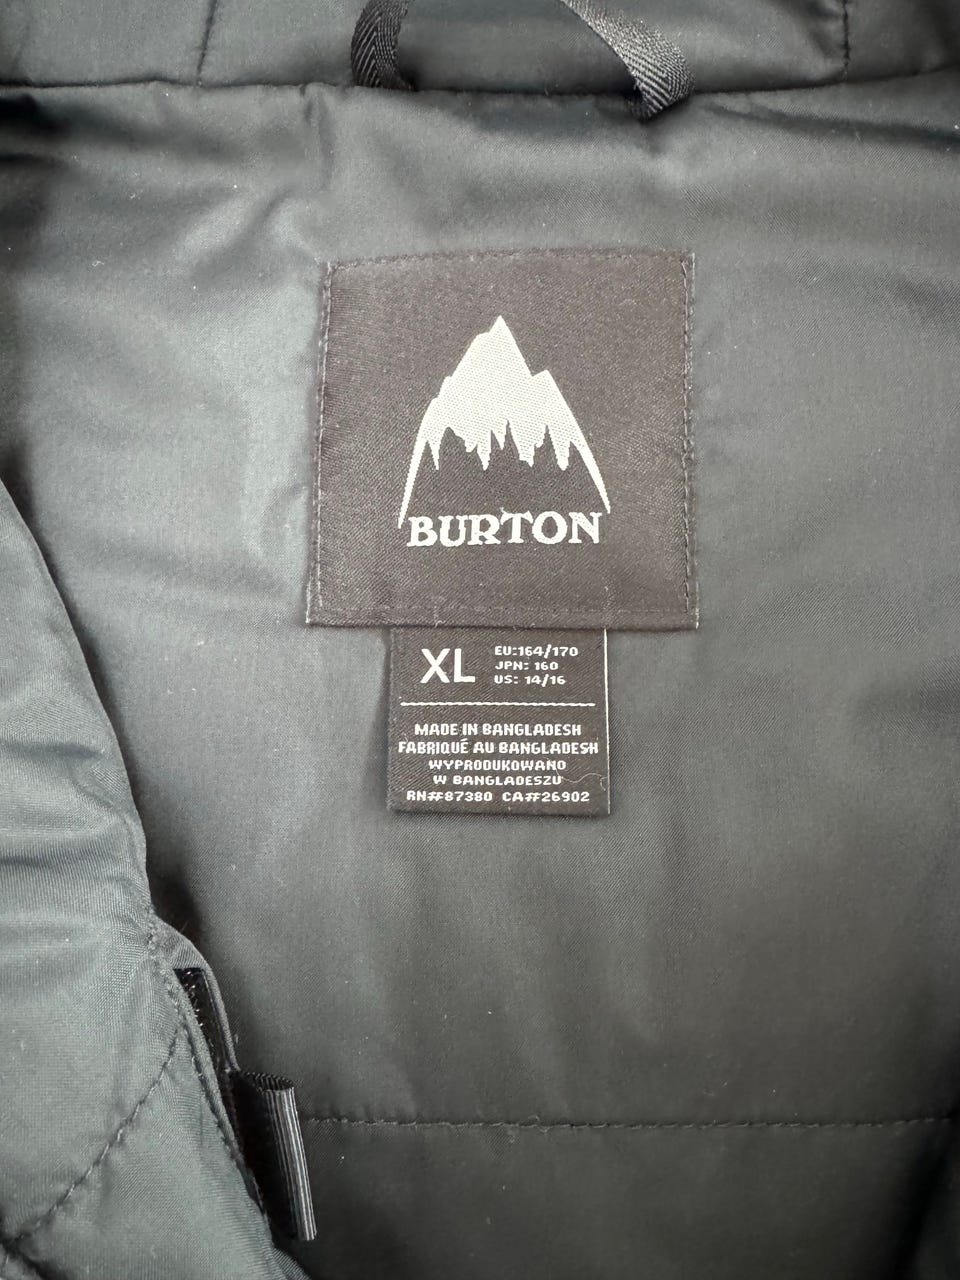 BURTON
XL
EU:164/170
JPN: 160
US: 14/16
MADE IN BANGLADESH
FABRIQUÉ AU BANGLADESH
WYPRODUKOWANO
W BANGLADESZU
RN#87380 CA#26902